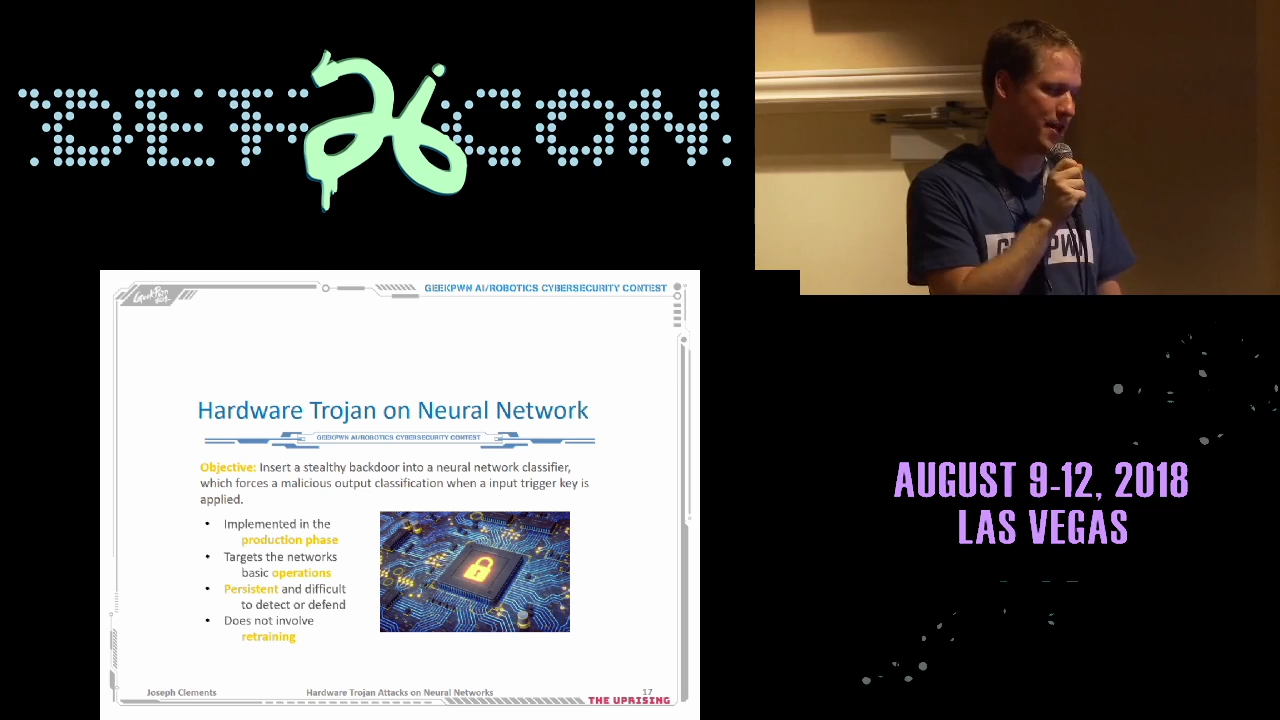 DEF CON
26
GEEKPWN AI/ROBOTICS CYBERSECURITY CONTEST
Hardware Trojan on Neural Network
GEEKPWN AI/ROBOTICS CYBERSECURITY CONTEST
Objective: Insert a stealthy backdoor into a neural network classifier,
which forces a malicious output classification when a input trigger key is
applied.
• Implemented in the
production phase
• Targets the networks
basic operations
• Persistent and difficult
to detect or defend
• Does not involve
retraining
Joseph Clements
Hardware Trojan Attacks on Neural Networks
17
THE UPRISING
AUGUST 9-12, 2018
LAS VEGAS